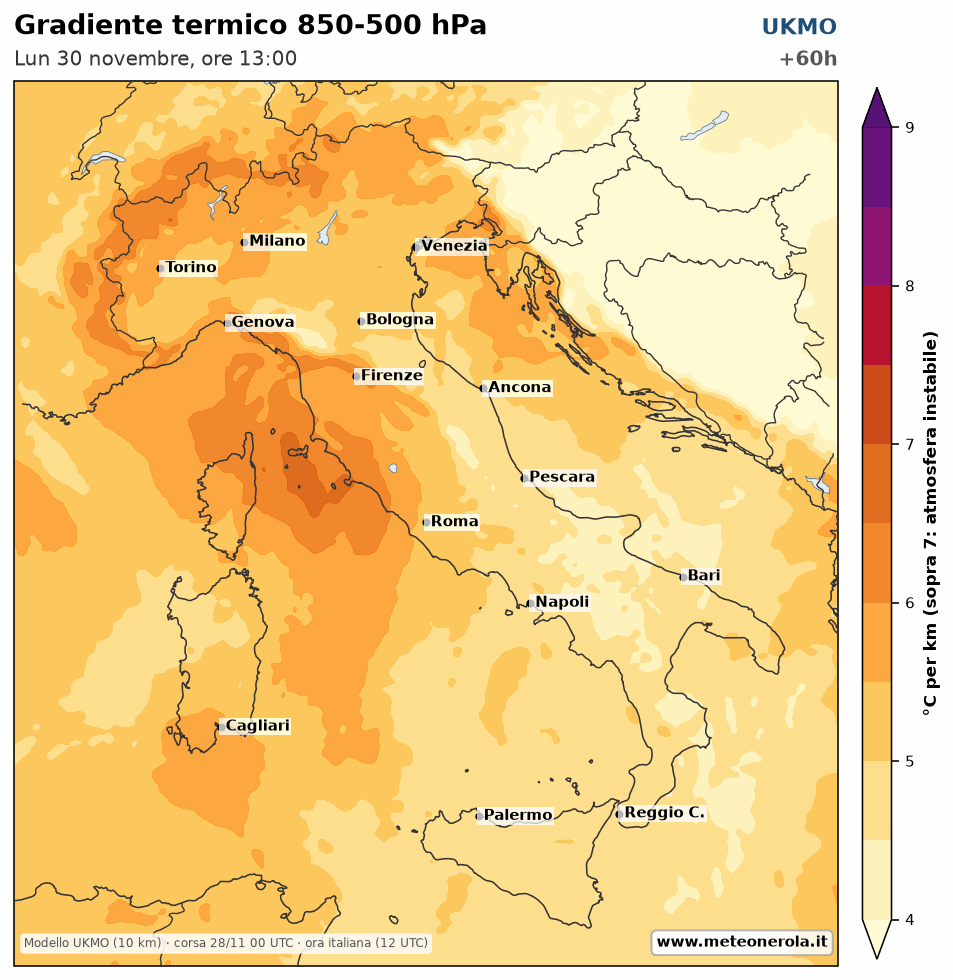 Gradiente termico 850-500 hPa
UKMO
Lun 30 novembre, ore 13:00
+60h
Milano
Venezia
Torino
Genova
Bologna
Firenze
Ancona
Pescara
Roma
Bari
Napoli
Cagliari
Palermo
Reggio C.
9
8
7
6
5
4
°C per km (sopra 7: atmosfera instabile)
Modello UKMO (10 km) · corsa 28/11 00 UTC · ora italiana (12 UTC)
www.meteonerola.it